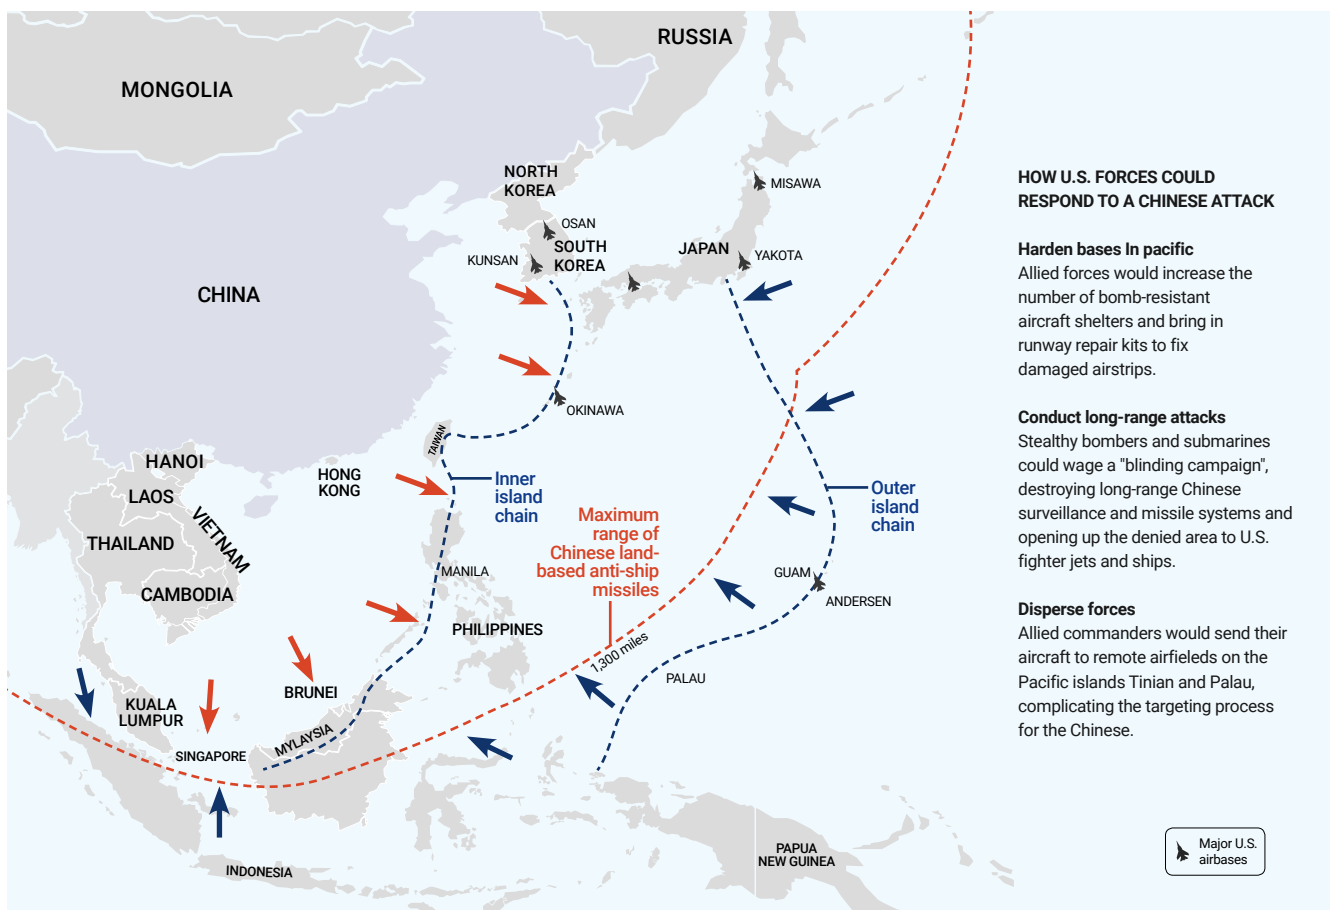 RUSSIA
MONGOLIA
NORTH
KOREA
MISAWA
OSAN
SOUTH
KOREA
KUNSAN
JAPAN
YAKOTA
CHINA
OKINAWA
TAIWAN
HANOI
HONG
KONG
LAOS
VIETNAM
THAILAND
CAMBODIA
Inner
island
chain
Outer
island
chain
Maximum
range of
Chinese land-
based anti-ship
missiles
MANILA
GUAM
ANDERSEN
PHILIPPINES
1,300 miles
PALAU
BRUNEI
KUALA
LUMPUR
MYLAYSIA
SINGAPORE
INDONESIA
PAPUA
NEW GUINEA
HOW U.S. FORCES COULD
RESPOND TO A CHINESE ATTACK
Harden bases In pacific
Allied forces would increase the
number of bomb-resistant
aircraft shelters and bring in
runway repair kits to fix
damaged airstrips.
Conduct long-range attacks
Stealthy bombers and submarines
could wage a "blinding campaign",
destroying long-range Chinese
surveillance and missile systems and
opening up the denied area to U.S.
fighter jets and ships.
Disperse forces
Allied commanders would send their
aircraft to remote airfieleds on the
Pacific islands Tinian and Palau,
complicating the targeting process
for the Chinese.
Major U.S.
airbases